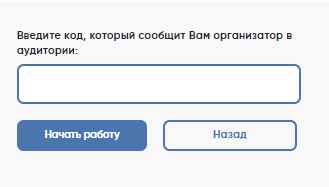 Введите код, который сообщит Вам организатор в
аудитории:
Начать работу
Назад